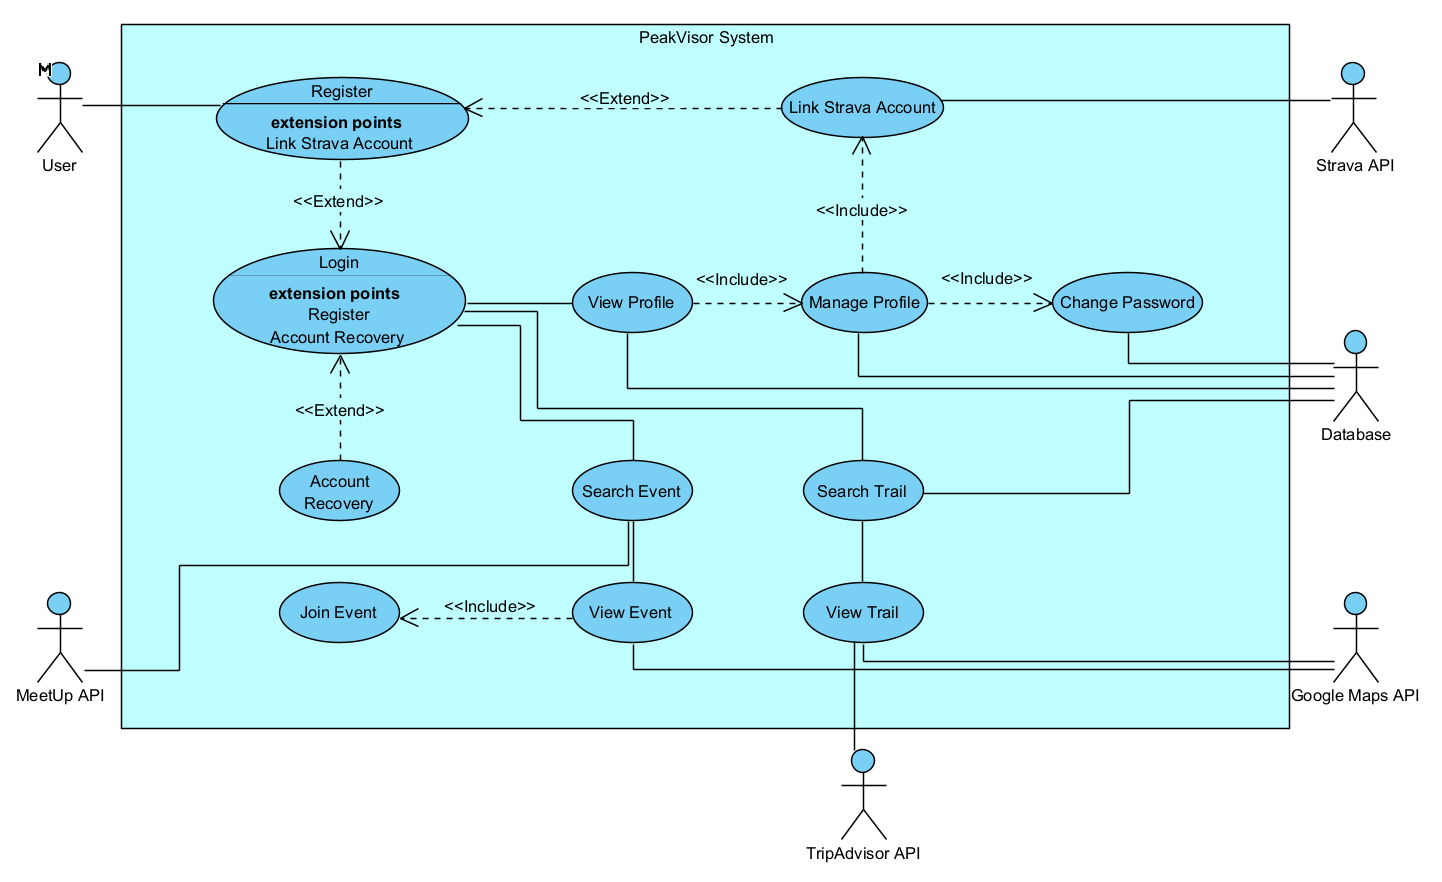 PeakVisor System
M
Register
extension points
Link Strava Account
<<Extend>>
Link Strava Account
User
Strava API
<<Extend>>
<<Include>>
Login
extension points
Register
Account Recovery
View Profile
<<Include>>
Manage Profile
<<Include>>
Change Password
<<Extend>>
Database
Account
Recovery
Search Event
Search Trail
Join Event
<<Include>>
View Event
View Trail
MeetUp API
Google Maps API
TripAdvisor API